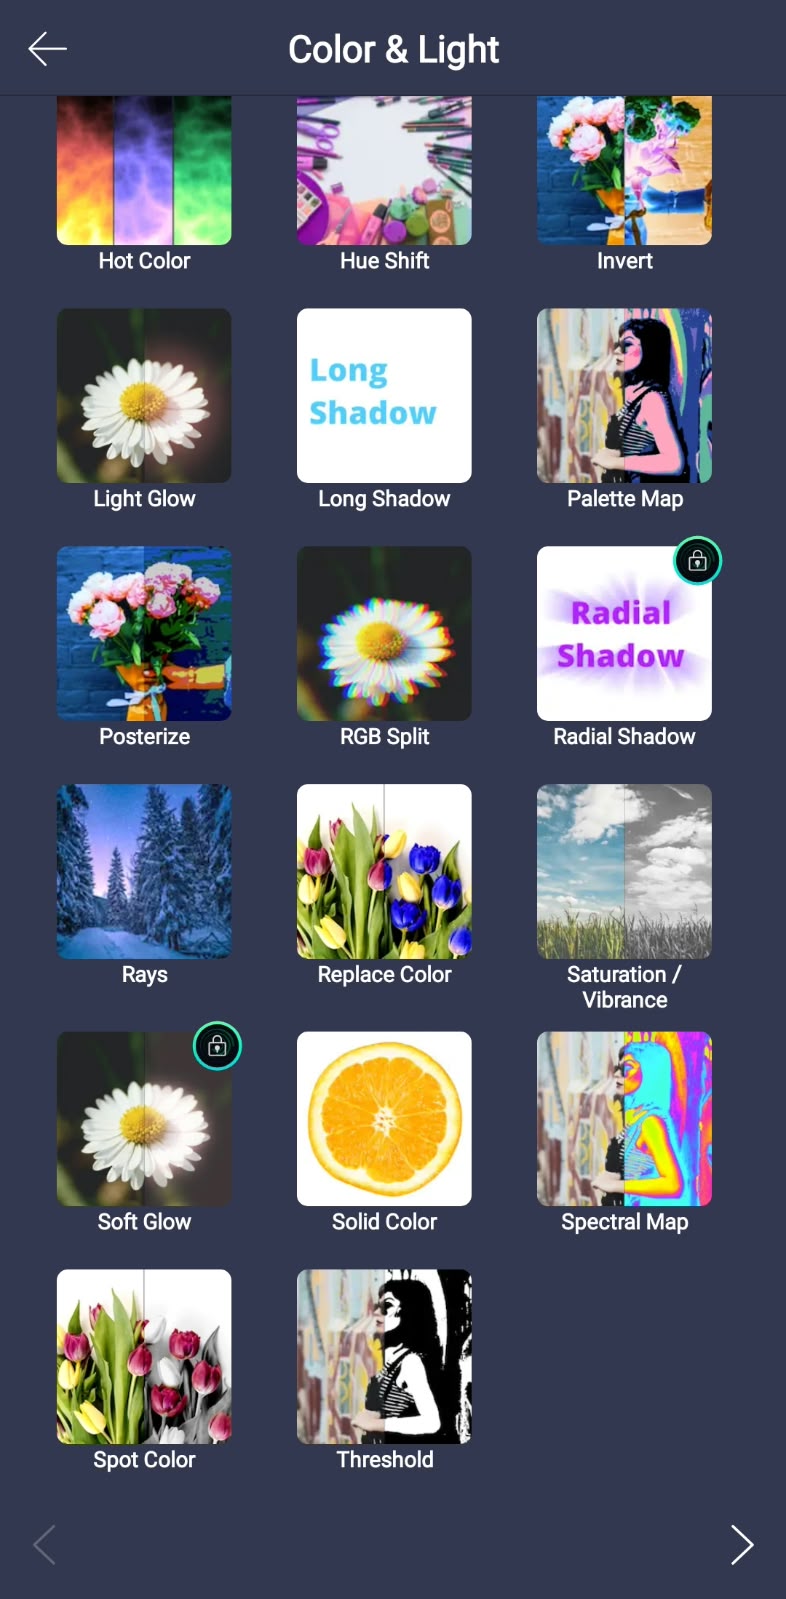 Color & Light
Hot Color
Hue Shift
Invert
Long
Shadow
Light Glow
Long Shadow
Palette Map
Radial
Shadow
Posterize
RGB Split
Radial Shadow
Rays
Replace Color
Saturation /
Vibrance
Soft Glow
Solid Color
Spectral Map
Spot Color
Threshold